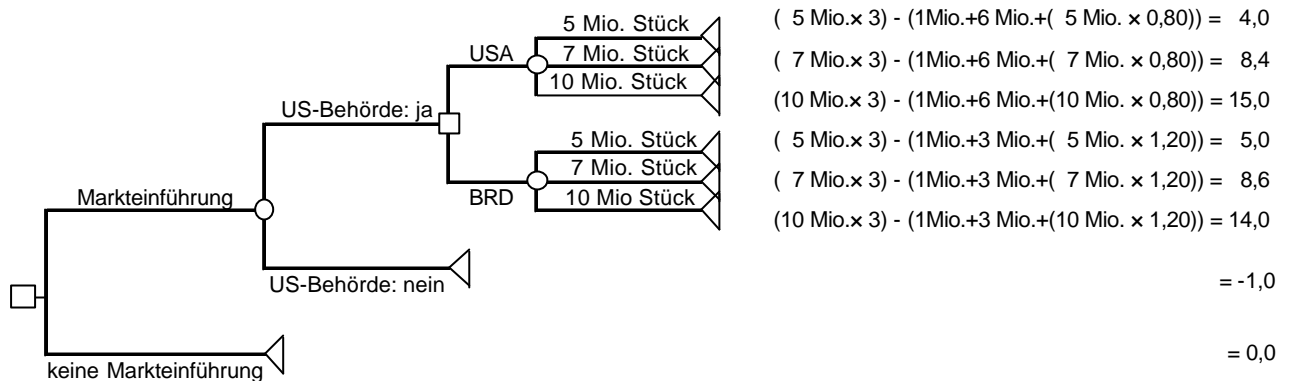 5 Mio. Stück ( 5 Mio.× 3) - (1Mio.+6 Mio.+( 5 Mio. × 0,80)) = 4,0
USA 7 Mio. Stück ( 7 Mio.× 3) - (1Mio.+6 Mio.+( 7 Mio. × 0,80)) = 8,4
10 Mio. Stück (10 Mio.× 3) - (1Mio.+6 Mio.+(10 Mio. × 0,80)) = 15,0
US-Behörde: ja
5 Mio. Stück ( 5 Mio.× 3) - (1Mio.+3 Mio.+( 5 Mio. × 1,20)) = 5,0
7 Mio. Stück ( 7 Mio.× 3) - (1Mio.+3 Mio.+( 7 Mio. × 1,20)) = 8,6
Markteinführung BRD 10 Mio Stück (10 Mio.× 3) - (1Mio.+3 Mio.+(10 Mio. × 1,20)) = 14,0
US-Behörde: nein = -1,0
keine Markteinführung = 0,0